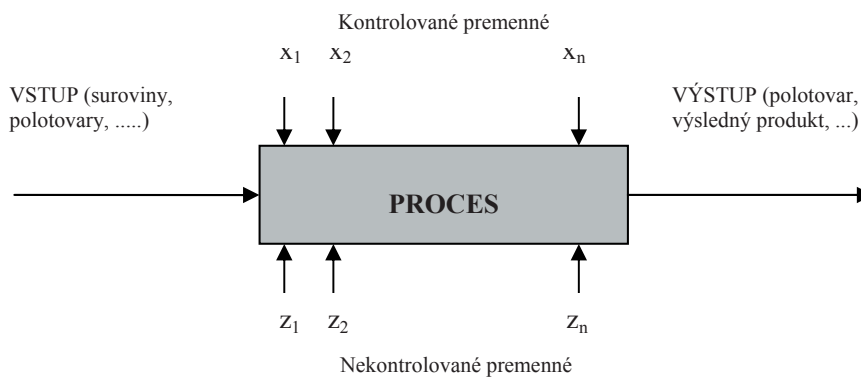 Kontrolované premenné
x₁ x₂ xₙ
VSTUP (suroviny,
polotovary, .....)
VÝSTUP (polotovar,
výsledný produkt, ...)
PROCES
z₁ z₂ zₙ
Nekontrolované premenné